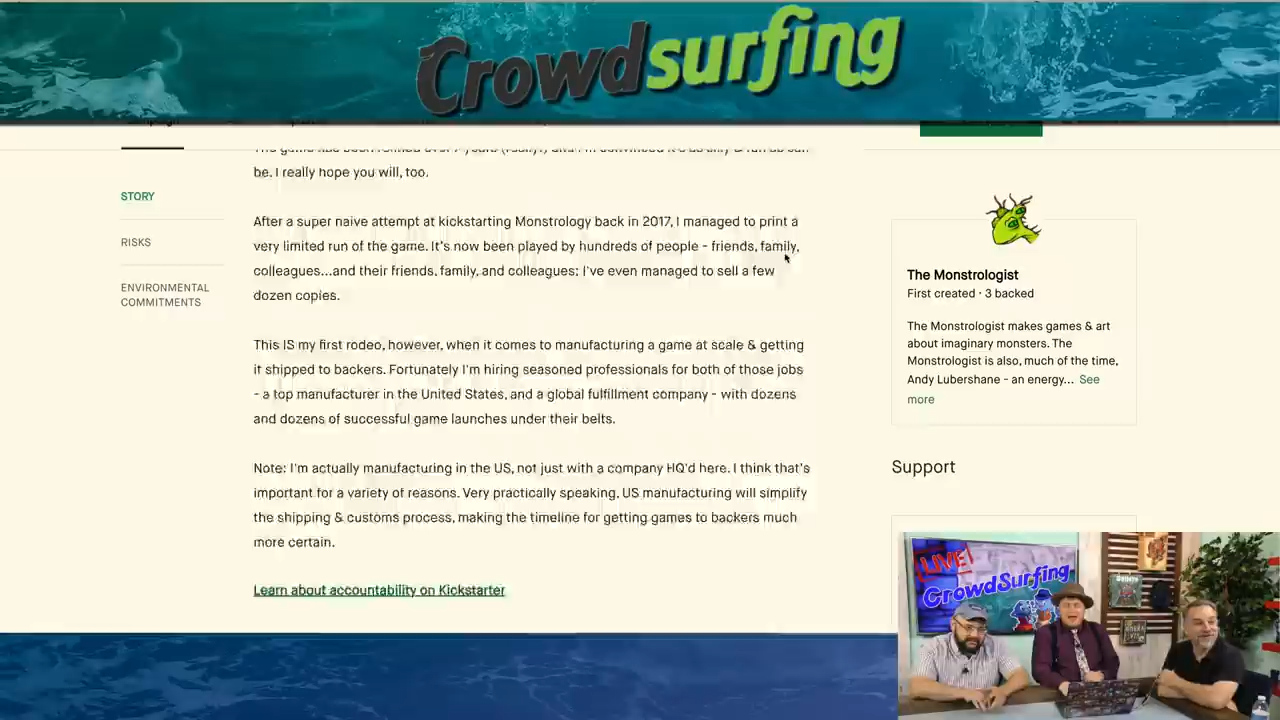 Crowdsurfing
be. I really hope you will, too.
STORY
After a super naive attempt at kickstarting Monstrology back in 2017, I managed to print a
very limited run of the game. It's now been played by hundreds of people - friends, family,
colleagues...and their friends, family, and colleagues; I've even managed to sell a few
dozen copies.
RISKS
ENVIRONMENTAL
COMMITMENTS
This IS my first rodeo, however, when it comes to manufacturing a game at scale & getting
it shipped to backers. Fortunately I'm hiring seasoned professionals for both of those jobs
- a top manufacturer in the United States, and a global fulfillment company - with dozens
and dozens of successful game launches under their belts.
Note: I'm actually manufacturing in the US, not just with a company HQ'd here. I think that's
important for a variety of reasons. Very practically speaking, US manufacturing will simplify
the shipping & customs process, making the timeline for getting games to backers much
more certain.
Learn about accountability on Kickstarter
The Monstrologist
First created · 3 backed
The Monstrologist makes games & art
about imaginary monsters. The
Monstrologist is also, much of the time,
Andy Lubershane - an energy... See
more
Support
LIVE!
CrowdSurfing